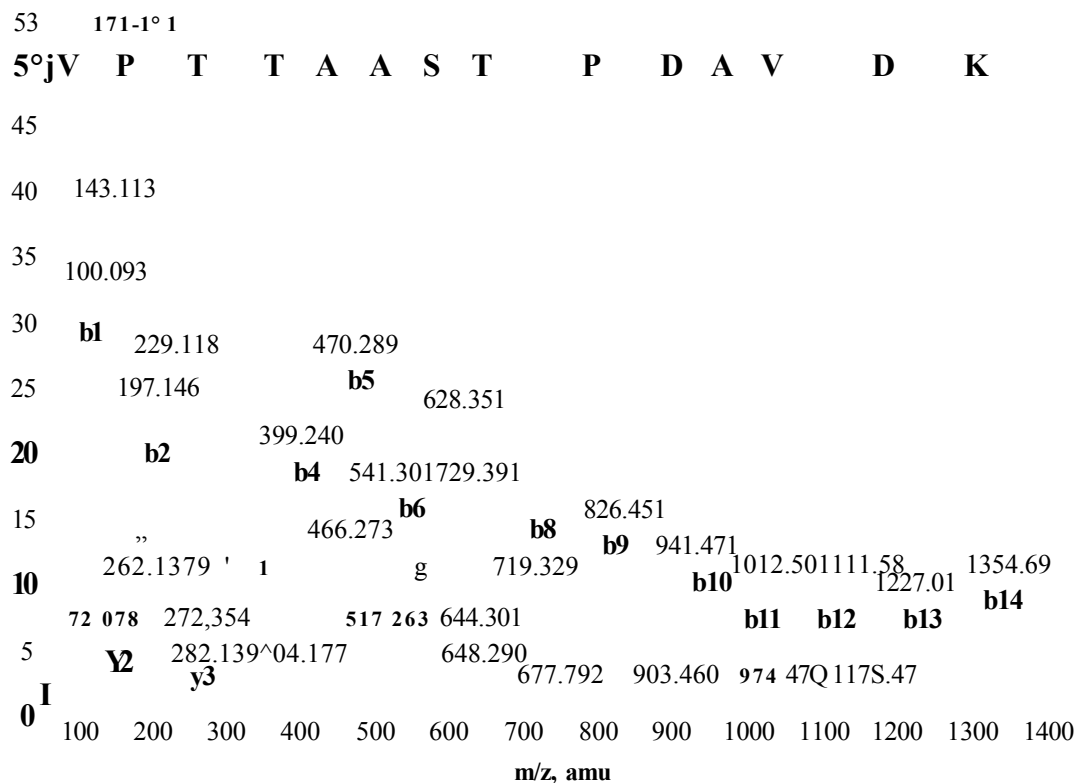 53 171-1° 1
5°jV P T T A A S T P D A V D K
45
40 143.113
35
100.093
30 b1
229.118 470.289
25 197.146 b5
628.351
20 b2 399.240
b4 541.301729.391
15 b6 826.451
„ 466.273 b8 b9 941.471
262.1379 ' 1 g 719.329 1012.501111.58 1354.69
10 b10 1227.01
b14
72 078 272,354 517 263 644.301 b11 b12 b13
5 Y2 282.139^04.177 648.290
y3 677.792 903.460 974 47Q 117S.47
I
0
100 200 300 400 500 600 700 800 900 1000 1100 1200 1300 1400
m/z, amu